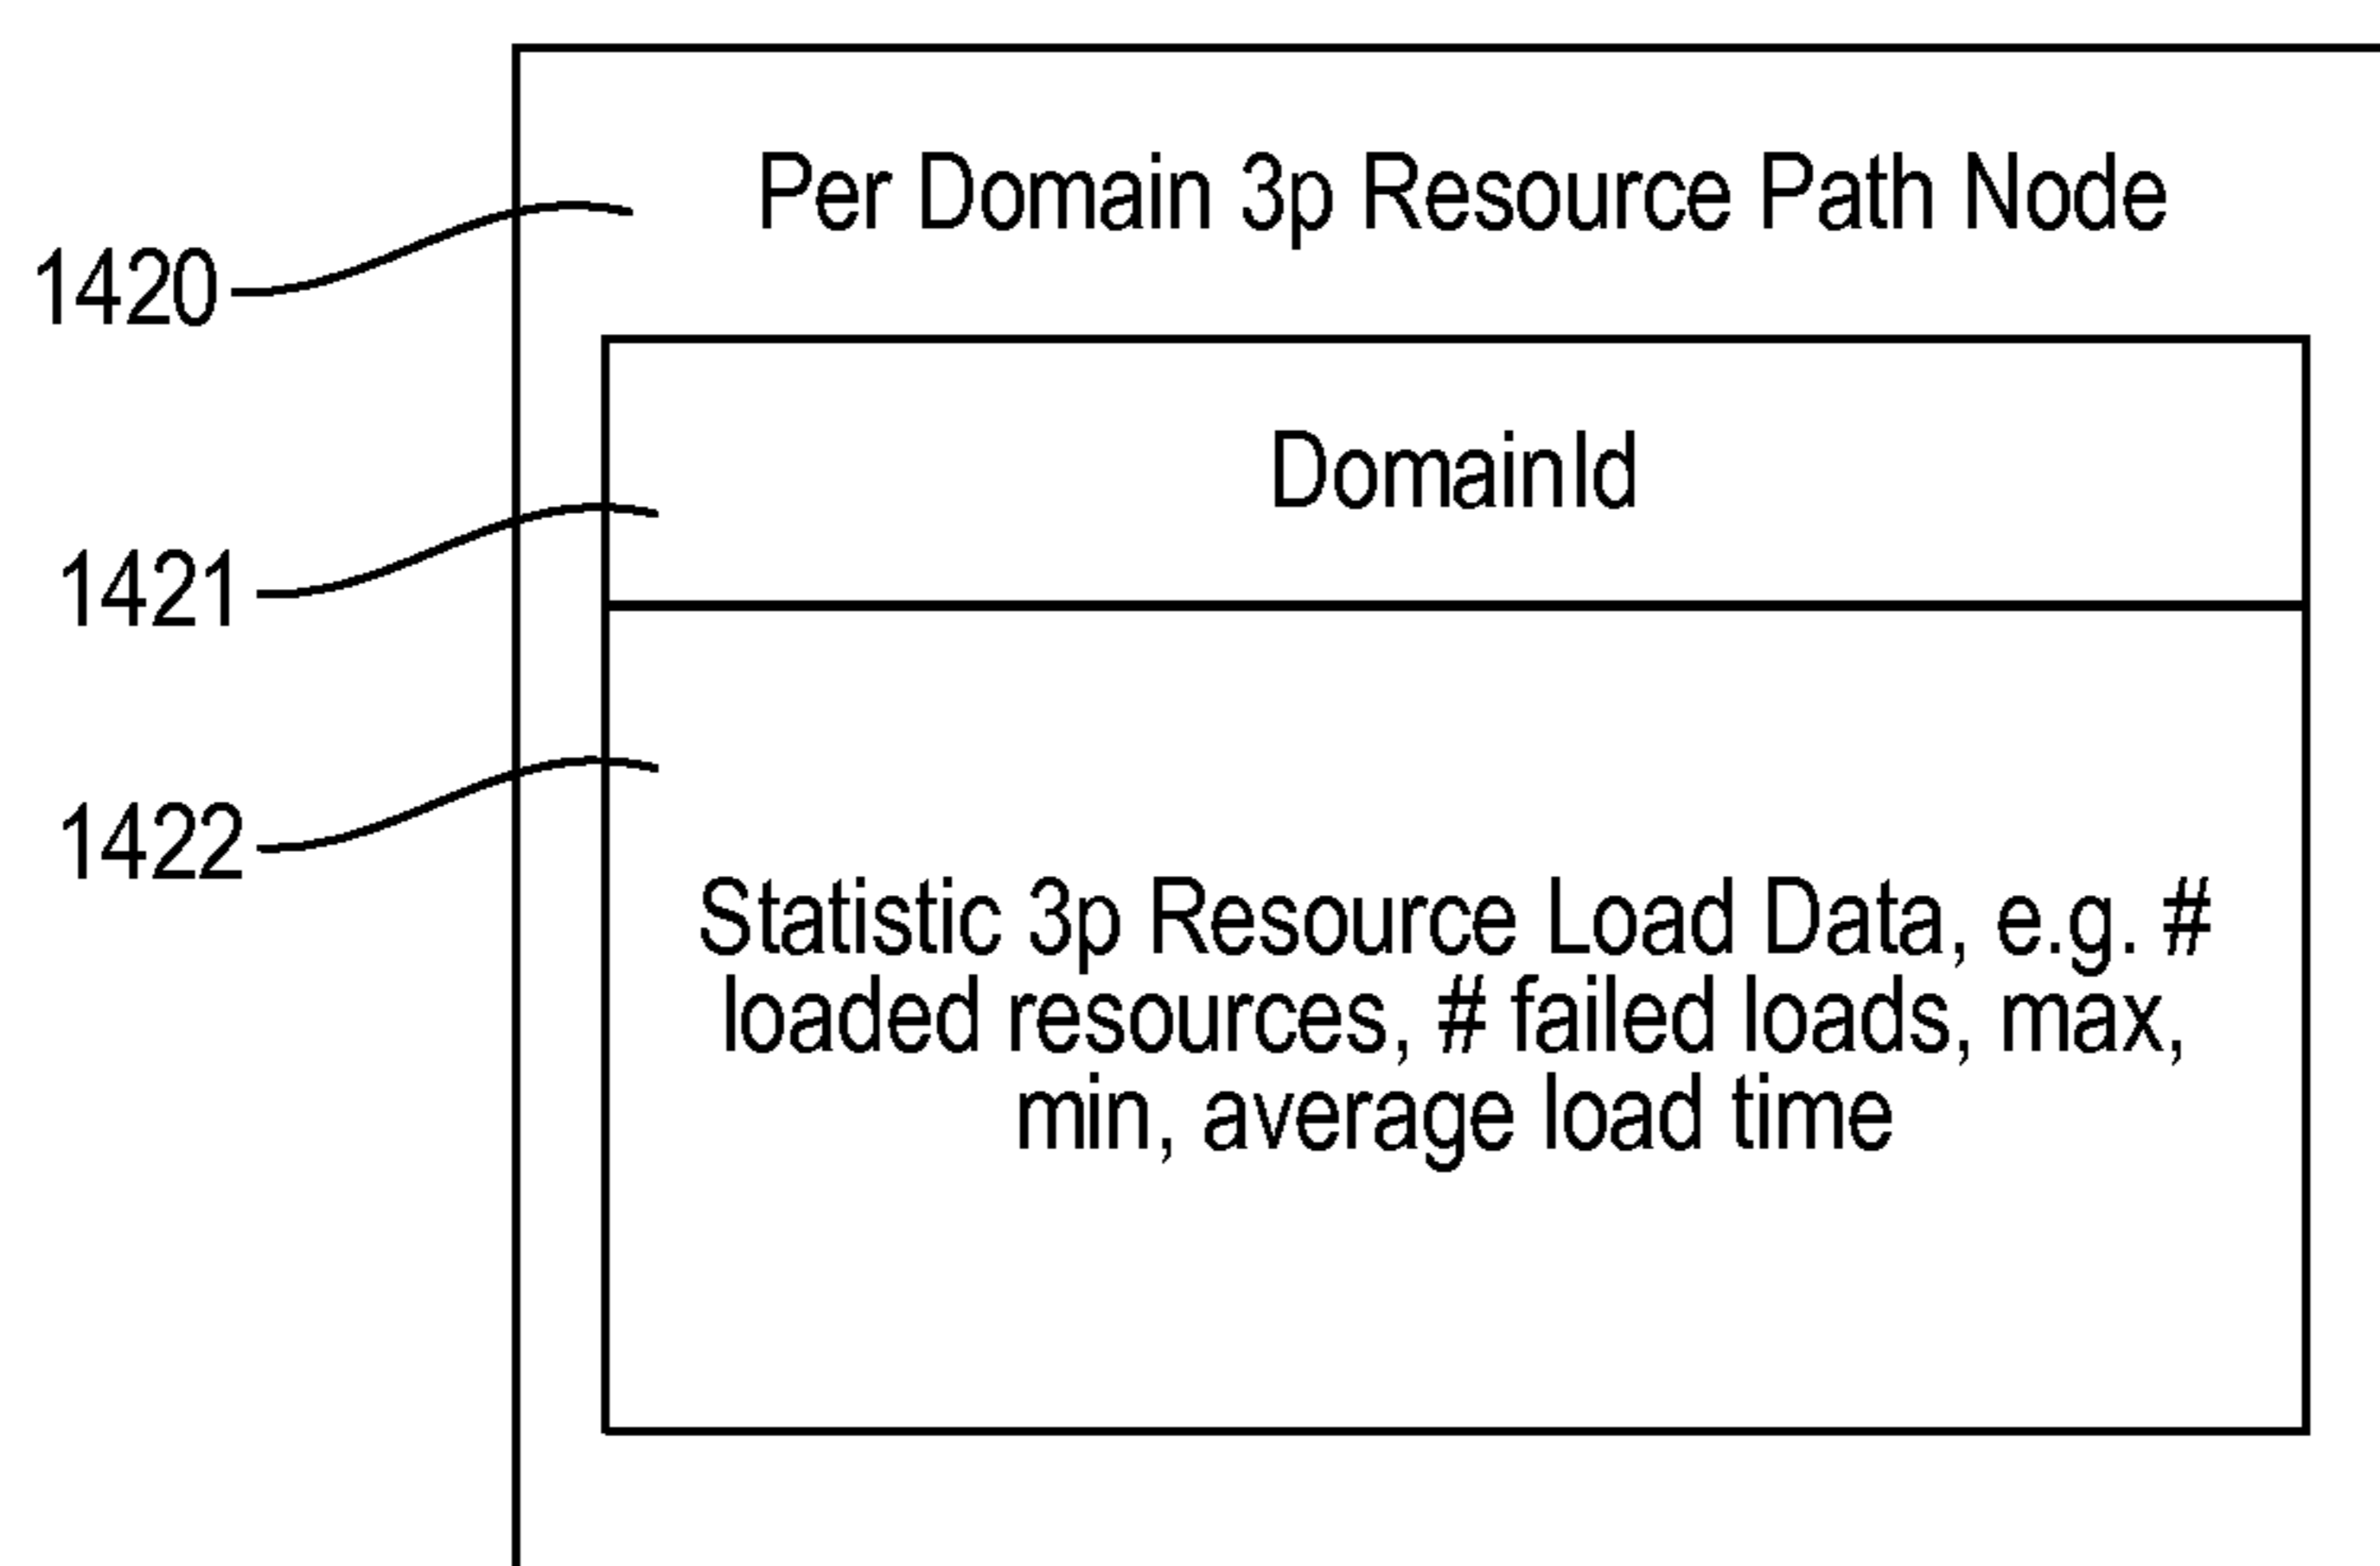 Per Domain 3p Resource Path Node
1420
DomainId
1421
1422
Statistic 3p Resource Load Data, e.g. #
loaded resources, # failed loads, max,
min, average load time